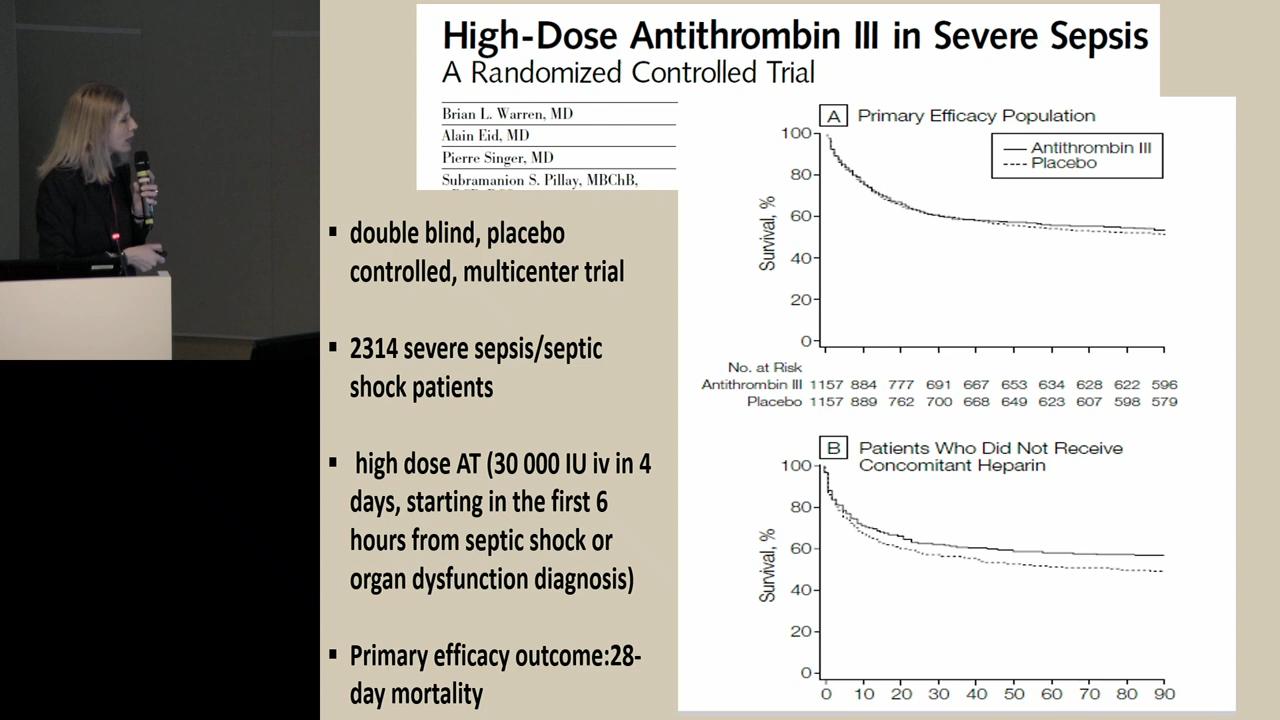 High-Dose Antithrombin III in Severe Sepsis
A Randomized Controlled Trial
Brian L. Warren, MD
Alain Eid, MD
Pierre Singer, MD
Subramanion S. Pillay, MBChB,
▪ double blind, placebo
controlled, multicenter trial
▪ 2314 severe sepsis/septic
shock patients
▪ high dose AT (30 000 IU iv in 4
days, starting in the first 6
hours from septic shock or
organ dysfunction diagnosis)
▪ Primary efficacy outcome:28-
day mortality
A Primary Efficacy Population
Antithrombin III
Placebo
Survival, %
100
80
60
40
20
0
No. at Risk
Antithrombin III 1157 884 777 691 667 653 634 628 622 596
Placebo 1157 889 762 700 668 649 623 607 598 579
B Patients Who Did Not Receive
Concomitant Heparin
Survival, %
100
80
60
40
20
0
0 10 20 30 40 50 60 70 80 90